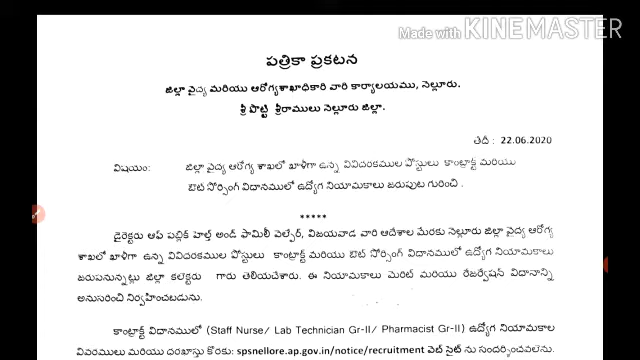 Made with KINEMASTER
పత్రికా ప్రకటన
జిల్లా వైద్య మరియు ఆరోగ్యశాఖాధికారి వారి కార్యాలయము, నెల్లూరు.
శ్రీ పొట్టి శ్రీరాములు నెల్లూరు జిల్లా.
తేది : 22.06.2020
విషయం: జిల్లా వైద్య ఆరోగ్య శాఖలో ఖాళీగా ఉన్న వివిధరకముల పోస్టులు కాంట్రాక్ట్ మరియు
ఔట్ సోర్సింగ్ విధానములో ఉద్యోగ నియామకాలు జరుపుట గురించి .
*****
డైరెక్టరు ఆఫ్ పబ్లిక్ హెల్త్ అండ్ ఫామిలీ వెల్ఫేర్, విజయవాడ వారి ఆదేశాల మేరకు నెల్లూరు జిల్లా వైద్య ఆరోగ్య
శాఖలో ఖాళీగా ఉన్న వివిధరకముల పోస్టులు కాంట్రాక్ట్ మరియు ఔట్ సోర్సింగ్ విధానములో ఉద్యోగ నియామకాలు
జరుపనున్నట్లు జిల్లా కలెక్టరు గారు తెలియచేశారు. ఈ నియామకాలు మెరిట్ మరియు రిజర్వేషన్ విధానాన్ని
అనుసరించి నిర్వహించబడును.
కాంట్రాక్ట్ విధానములో (Staff Nurse/ Lab Technician Gr-II/ Pharmacist Gr-II) ఉద్యోగ నియామకాల
వివరములు మరియు దరఖాస్తు కొరకు: spsnellore.ap.gov.in/notice/recruitment వెబ్ సైట్ ను సందర్శించవలెను.